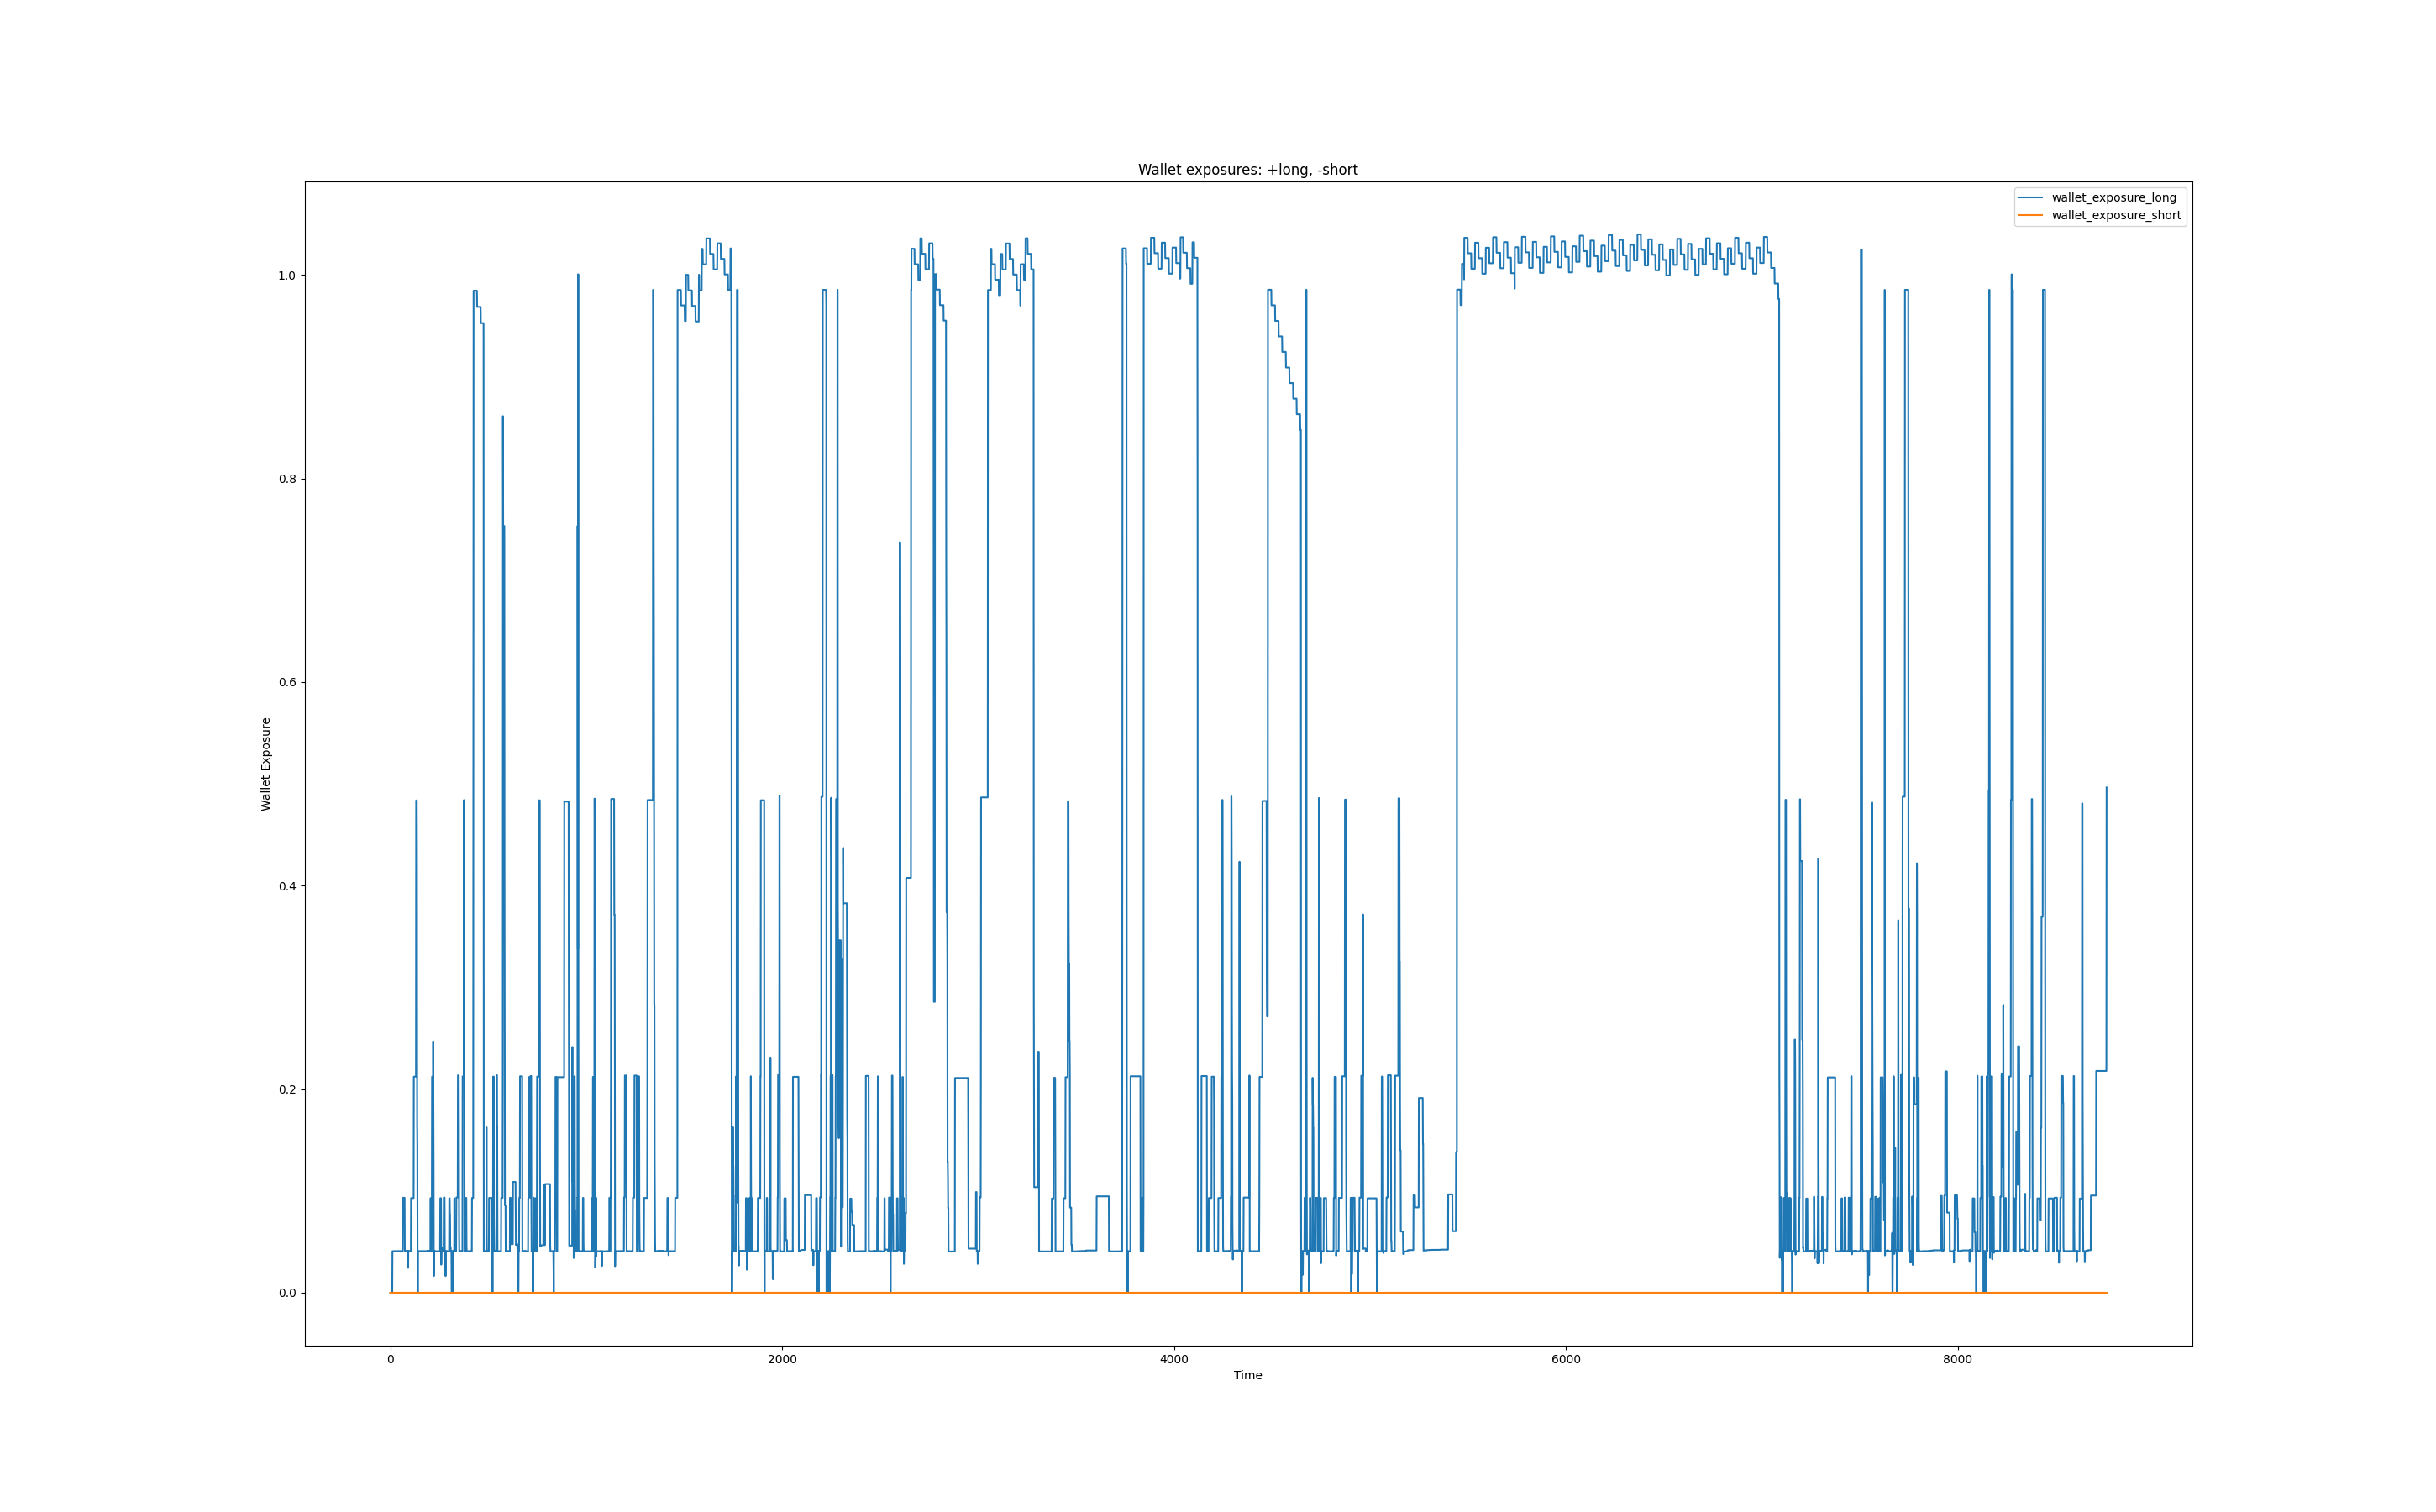 Wallet exposures: +long, -short
wallet_exposure_long
wallet_exposure_short
1.0
0.8
0.6
0.4
0.2
0.0
Wallet Exposure
0 2000 4000 6000 8000
Time